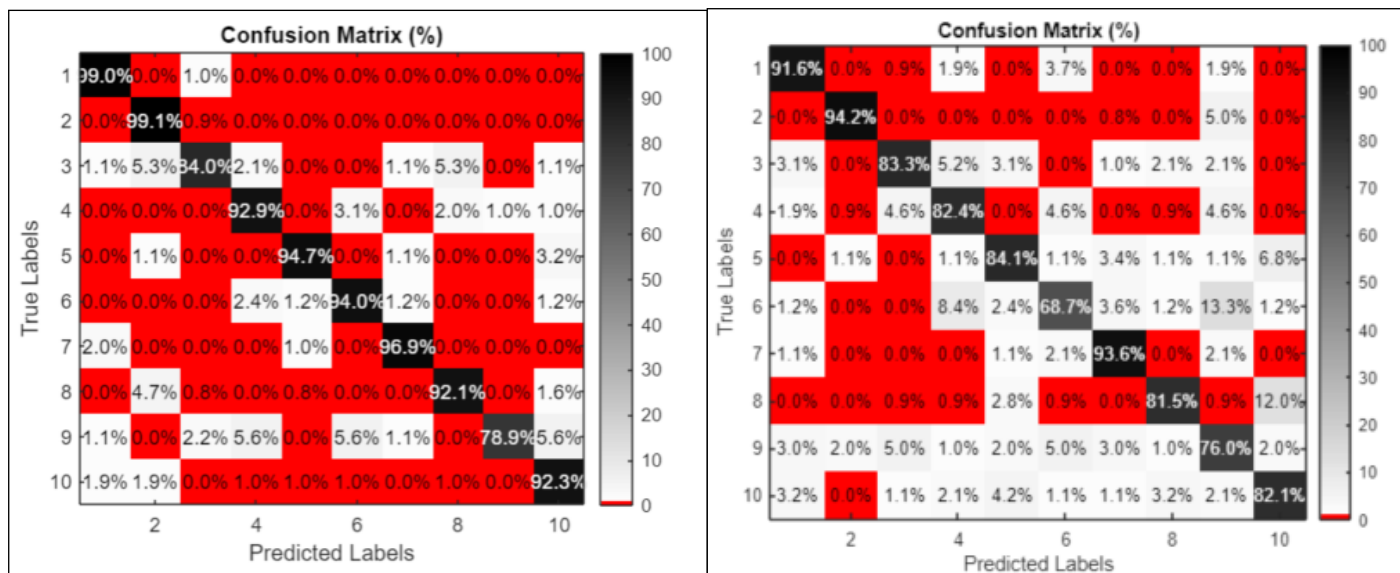 Confusion Matrix (%)
1 99.0% 0.0% 1.0% 0.0% 0.0% 0.0% 0.0% 0.0% 0.0% 0.0%
2 0.0% 99.1% 0.9% 0.0% 0.0% 0.0% 0.0% 0.0% 0.0% 0.0%
3 1.1% 5.3% 84.0% 2.1% 0.0% 0.0% 1.1% 5.3% 0.0% 1.1%
4 0.0% 0.0% 0.0% 92.9% 0.0% 3.1% 0.0% 2.0% 1.0% 1.0%
5 0.0% 1.1% 0.0% 0.0% 94.7% 0.0% 1.1% 0.0% 0.0% 3.2%
6 0.0% 0.0% 0.0% 2.4% 1.2% 94.0% 1.2% 0.0% 0.0% 1.2%
7 2.0% 0.0% 0.0% 0.0% 1.0% 0.0% 96.9% 0.0% 0.0% 0.0%
8 0.0% 4.7% 0.8% 0.0% 0.8% 0.0% 0.0% 92.1% 0.0% 1.6%
9 1.1% 0.0% 2.2% 5.6% 0.0% 5.6% 1.1% 0.0% 78.9% 5.6%
10 1.9% 1.9% 0.0% 1.0% 1.0% 1.0% 0.0% 1.0% 0.0% 92.3%
2 4 6 8 10
Predicted Labels
True Labels
100
90
80
70
60
50
40
30
20
10
0
Confusion Matrix (%)
1 91.6% 0.0% 0.9% 1.9% 0.0% 3.7% 0.0% 0.0% 1.9% 0.0%
2 0.0% 94.2% 0.0% 0.0% 0.0% 0.0% 0.8% 0.0% 5.0% 0.0%
3 3.1% 0.0% 83.3% 5.2% 3.1% 0.0% 1.0% 2.1% 2.1% 0.0%
4 1.9% 0.9% 4.6% 82.4% 0.0% 4.6% 0.0% 0.9% 4.6% 0.0%
5 0.0% 1.1% 0.0% 1.1% 84.1% 1.1% 3.4% 1.1% 1.1% 6.8%
6 1.2% 0.0% 0.0% 8.4% 2.4% 68.7% 3.6% 1.2% 13.3% 1.2%
7 1.1% 0.0% 0.0% 0.0% 1.1% 2.1% 93.6% 0.0% 2.1% 0.0%
8 0.0% 0.0% 0.9% 0.9% 2.8% 0.9% 0.0% 81.5% 0.9% 12.0%
9 3.0% 2.0% 5.0% 1.0% 2.0% 5.0% 3.0% 1.0% 76.0% 2.0%
10 3.2% 0.0% 1.1% 2.1% 4.2% 1.1% 1.1% 3.2% 2.1% 82.1%
2 4 6 8 10
Predicted Labels
True Labels
100
90
80
70
60
50
40
30
20
10
0